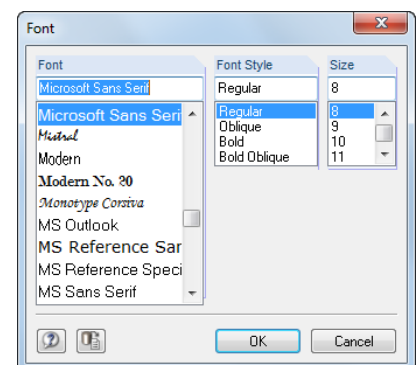 Font
Font
Font Style
Size
Microsoft Sans Serif
Regular
8
Microsoft Sans Seri
Mistral
Modern
Modern No. 20
Monotype Corsiva
MS Outlook
MS Reference Sar
MS Reference Speci
MS Sans Serif
Regular
Oblique
Bold
Bold Oblique
8
9
10
11
OK
Cancel